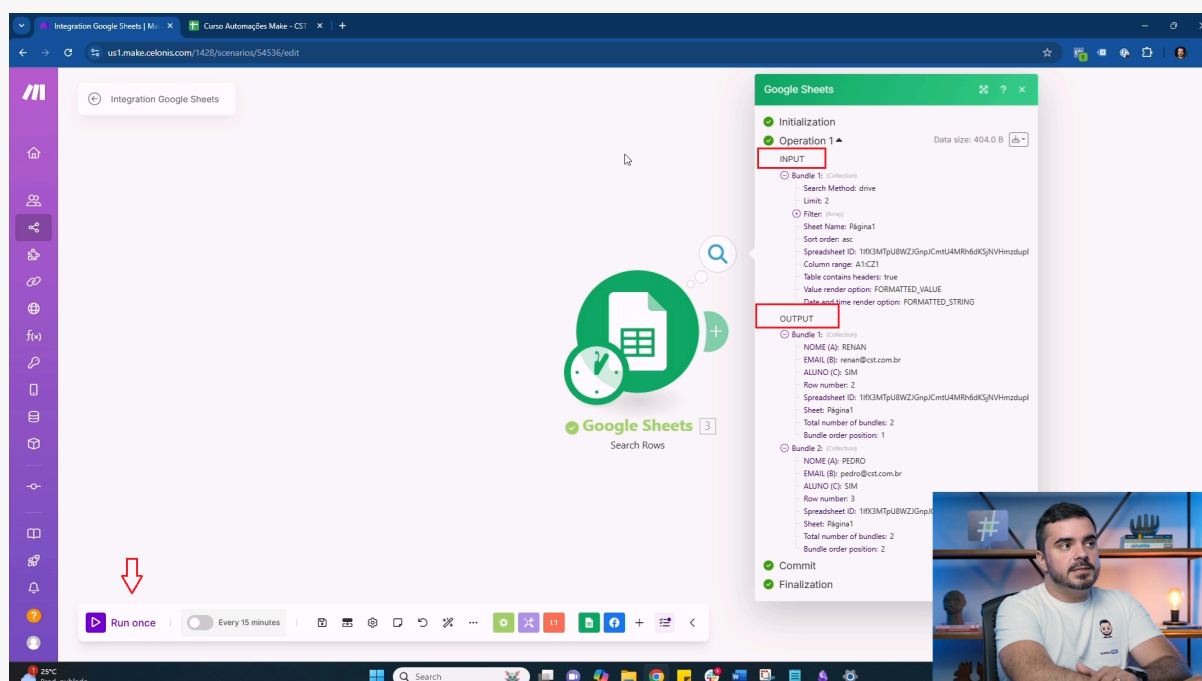 Integration Google Sheets | Ma
Curso Automações Make - CST
us1.make.celonis.com/1428/scenarios/54536/edit
Integration Google Sheets
Google Sheets
?
Initialization
Operation 1
Data size: 404.0 B
INPUT
Bundle 1: (Collection)
Search Method: drive
Limit: 2
Filter: (Array)
Sheet Name: Página1
Sort order: asc
Column range: A1:CZ1
Table contains headers: true
Value render option: FORMATTED_VALUE
Date and time render option: FORMATTED_STRING
OUTPUT
Bundle 1: (Collection)
NOME (A): RENAN
EMAIL (B): renan@cst.com.br
ALUNO (C): SIM
Row number: 2
Spreadsheet ID:
Sheet: Página1
Total number of bundles: 2
Bundle order position: 1
Bundle 2: (Collection)
NOME (A): PEDRO
EMAIL (B): pedro@cst.com.br
ALUNO (C): SIM
Row number: 3
Spreadsheet ID:
Sheet: Página1
Total number of bundles: 2
Bundle order position: 2
Commit
Finalization
Google Sheets 3
Search Rows
Run once
Every 15 minutes
25°C
Search